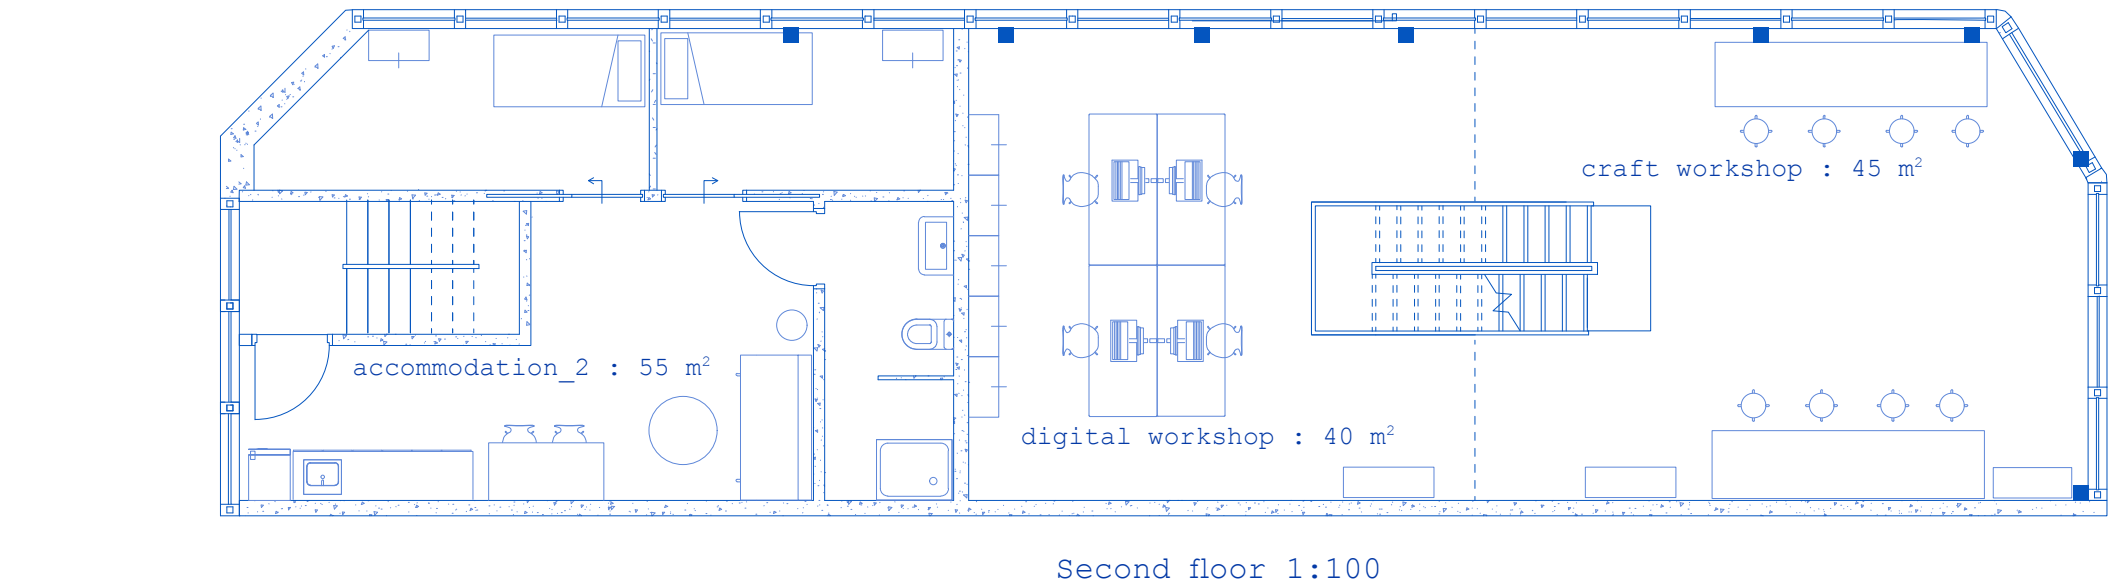 craft workshop : 45 m²
accommodation_2 : 55 m²
digital workshop : 40 m²
Second floor 1:100